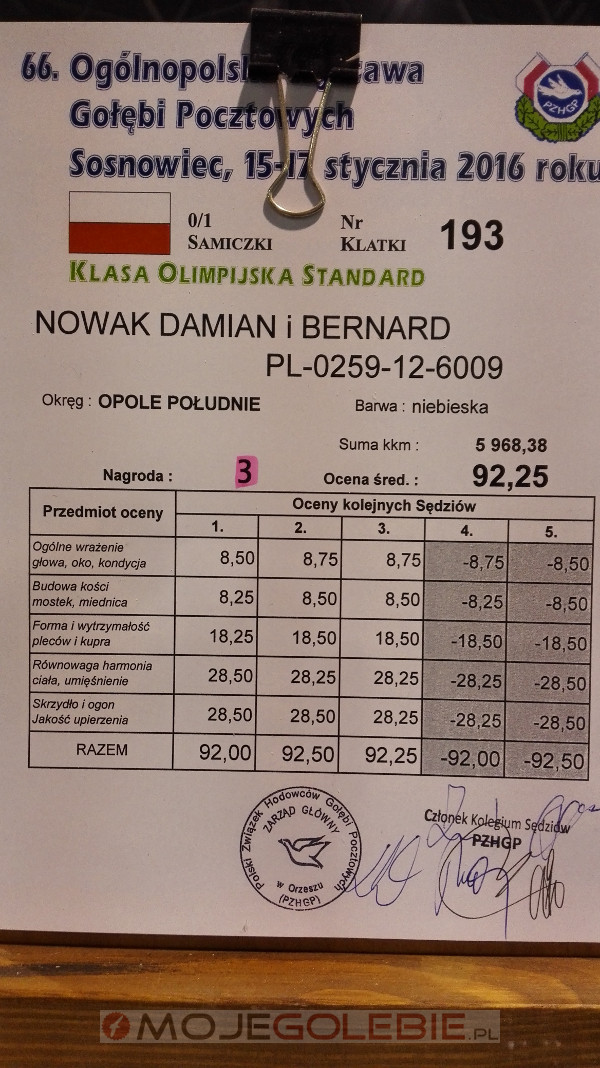 66. Ogólnopolsk awa
Gołębi Pocztowych
Sosnowiec, 15-17 stycznia 2016 roku
PZHGP
0/1 Nr
SAMICZKI KLATKI 193
KLASA OLIMPIJSKA STANDARD
NOWAK DAMIAN i BERNARD
PL-0259-12-6009
Okręg : OPOLE POŁUDNIE Barwa : niebieska
Suma kkm : 5 968,38
Nagroda : 3 Ocena śred. : 92,25
Przedmiot oceny Oceny kolejnych Sędziów
1. 2. 3. 4. 5.
Ogólne wrażenie
głowa, oko, kondycja 8,50 8,75 8,75 -8,75 -8,50
Budowa kości
mostek, miednica 8,25 8,50 8,50 -8,25 -8,50
Forma i wytrzymałość
pleców i kupra 18,25 18,50 18,50 -18,50 -18,50
Równowaga harmonia
ciała, umięśnienie 28,50 28,25 28,25 -28,25 -28,50
Skrzydło i ogon
Jakość upierzenia 28,50 28,50 28,25 -28,25 -28,50
RAZEM 92,00 92,50 92,25 -92,00 -92,50
Polski Związek Hodowców Gołębi Pocztowych
ZARZĄD GŁÓWNY
w Orzeszu
(PZHGP)
Członek Kolegium Sędziów
PZHGP
MOJEGOLEBIE.PL